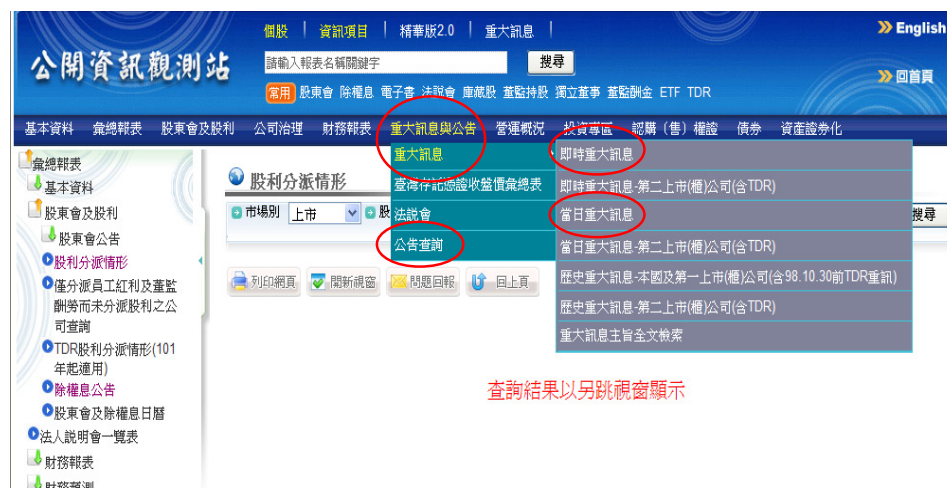 個股 | 資訊項目 | 精華版2.0 | 重大訊息 |
English
公開資訊觀測站
請輸入報表名稱關鍵字 搜尋
回首頁
常用 股東會 除權息 電子書 法說會 庫藏股 董監持股 獨立董事 董監酬金 ETF TDR
基本資料 彙總報表 股東會及股利 公司治理 財務報表 重大訊息與公告 營運概況 投資專區 認購（售）權證 債券 資產證券化
彙總報表
基本資料
股東會及股利
股東會公告
股利分派情形
僅分派員工紅利及董監
酬勞而未分派股利之公
司查詢
TDR股利分派情形(101
年起適用)
除權息公告
股東會及除權息日曆
法人說明會一覽表
財務報表
財務預測
股利分派情形
市場別 上市 股
搜尋
列印網頁 開新視窗 問題回報 回上頁
重大訊息
臺灣存託憑證收盤價彙總表
法說會
公告查詢
即時重大訊息
即時重大訊息-第二上市(櫃)公司(含TDR)
當日重大訊息
當日重大訊息-第二上市(櫃)公司(含TDR)
歷史重大訊息-本國及第一上市(櫃)公司(含98.10.30前TDR重訊)
歷史重大訊息-第二上市(櫃)公司(含TDR)
重大訊息主旨全文檢索
查詢結果以另跳視窗顯示